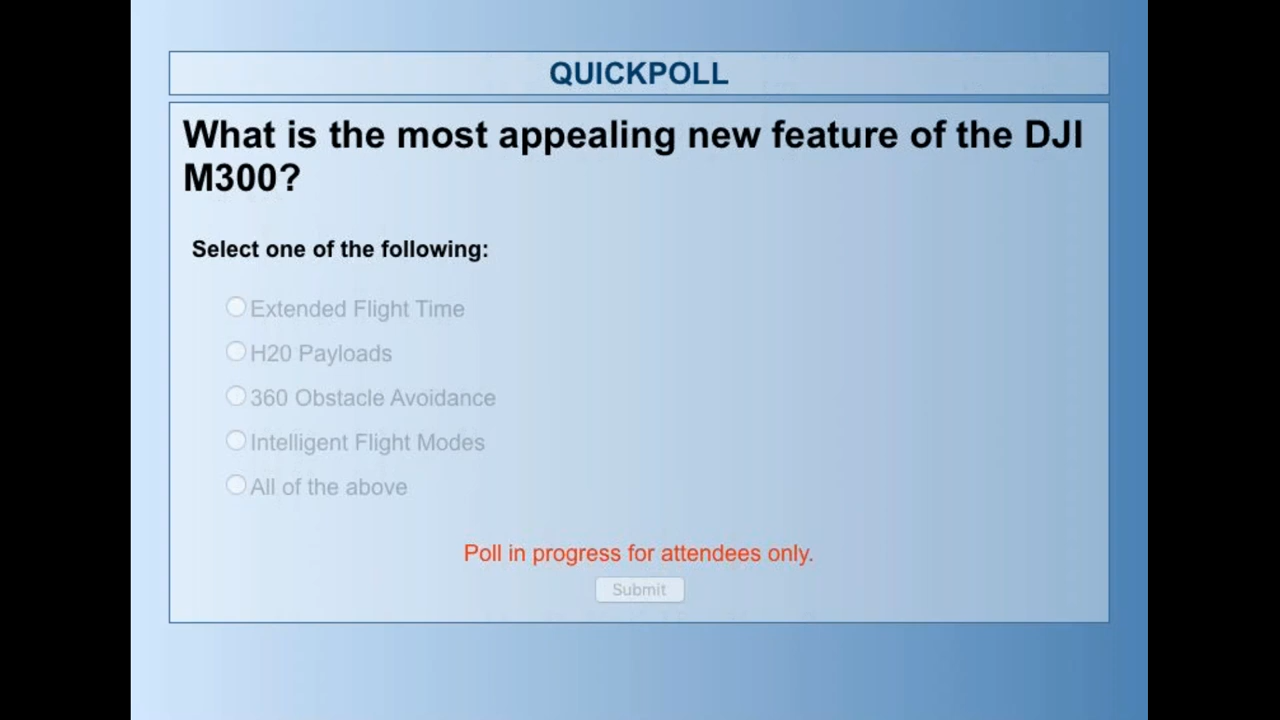 QUICKPOLL
What is the most appealing new feature of the DJI
M300?
Select one of the following:
Extended Flight Time
H20 Payloads
360 Obstacle Avoidance
Intelligent Flight Modes
All of the above
Poll in progress for attendees only.
Submit